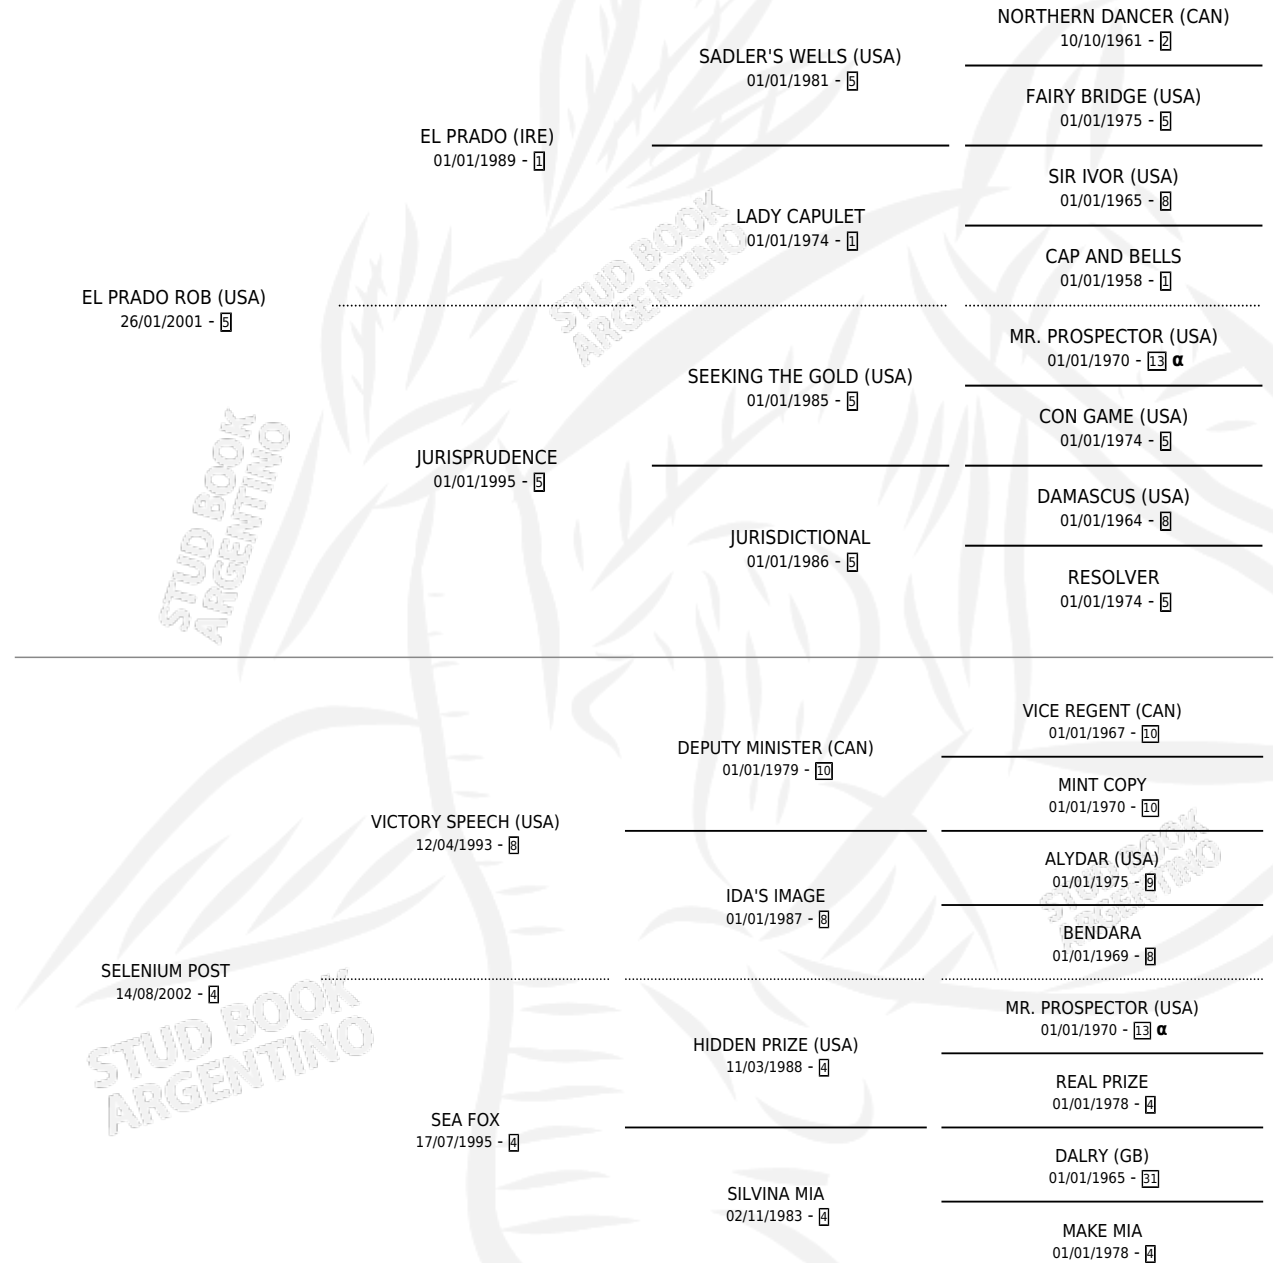 NORTHERN DANCER (CAN)
10/10/1961 - 2
SADLER'S WELLS (USA)
01/01/1981 - 5
FAIRY BRIDGE (USA)
01/01/1975 - 5
EL PRADO (IRE)
01/01/1989 - 1
SIR IVOR (USA)
01/01/1965 - 8
LADY CAPULET
01/01/1974 - 1
CAP AND BELLS
01/01/1958 - 1
EL PRADO ROB (USA)
26/01/2001 - 5
MR. PROSPECTOR (USA)
01/01/1970 - 13 α
SEEKING THE GOLD (USA)
01/01/1985 - 5
CON GAME (USA)
01/01/1974 - 5
JURISPRUDENCE
01/01/1995 - 5
DAMASCUS (USA)
01/01/1964 - 8
JURISDICTIONAL
01/01/1986 - 5
RESOLVER
01/01/1974 - 5
STUD BOOK
ARGENTINO
STUD BOOK
ARGENTINO
VICE REGENT (CAN)
01/01/1967 - 10
DEPUTY MINISTER (CAN)
01/01/1979 - 10
MINT COPY
01/01/1970 - 10
VICTORY SPEECH (USA)
12/04/1993 - 8
ALYDAR (USA)
01/01/1975 - 9
IDA'S IMAGE
01/01/1987 - 8
BENDARA
01/01/1969 - 8
SELENIUM POST
14/08/2002 - 4
MR. PROSPECTOR (USA)
01/01/1970 - 13 α
HIDDEN PRIZE (USA)
11/03/1988 - 4
REAL PRIZE
01/01/1978 - 4
SEA FOX
17/07/1995 - 4
DALRY (GB)
01/01/1965 - 31
SILVINA MIA
02/11/1983 - 4
MAKE MIA
01/01/1978 - 4
STUD BOOK
ARGENTINO
STUD BOOK
ARGENTINO